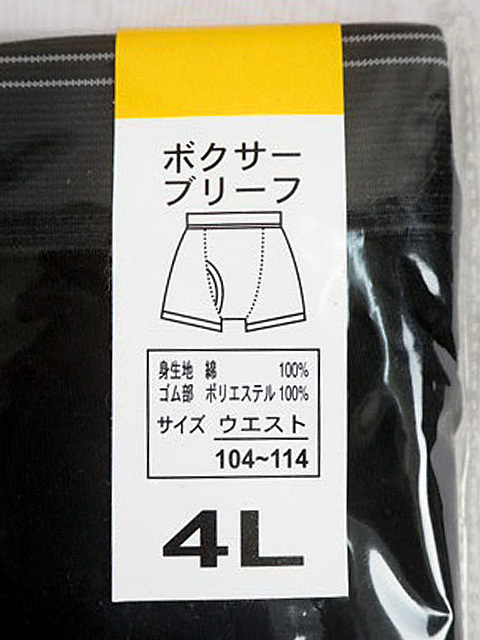 ボクサー
ブリーフ
身生地 綿 100%
ゴム部 ポリエステル 100%
サイズ ウエスト
104~114
4L